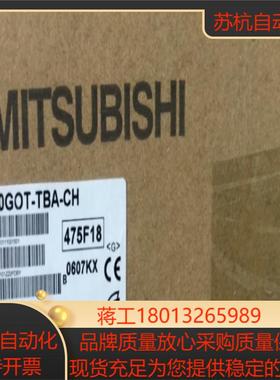 苏杭自动化
MITSUBISHI
0GOT-TBA-CH
475F18
<G>
B
0607KX
蒋工18013265989
自动化
品牌质量放心采购质量保
开票
现货充足为您提供稳定的